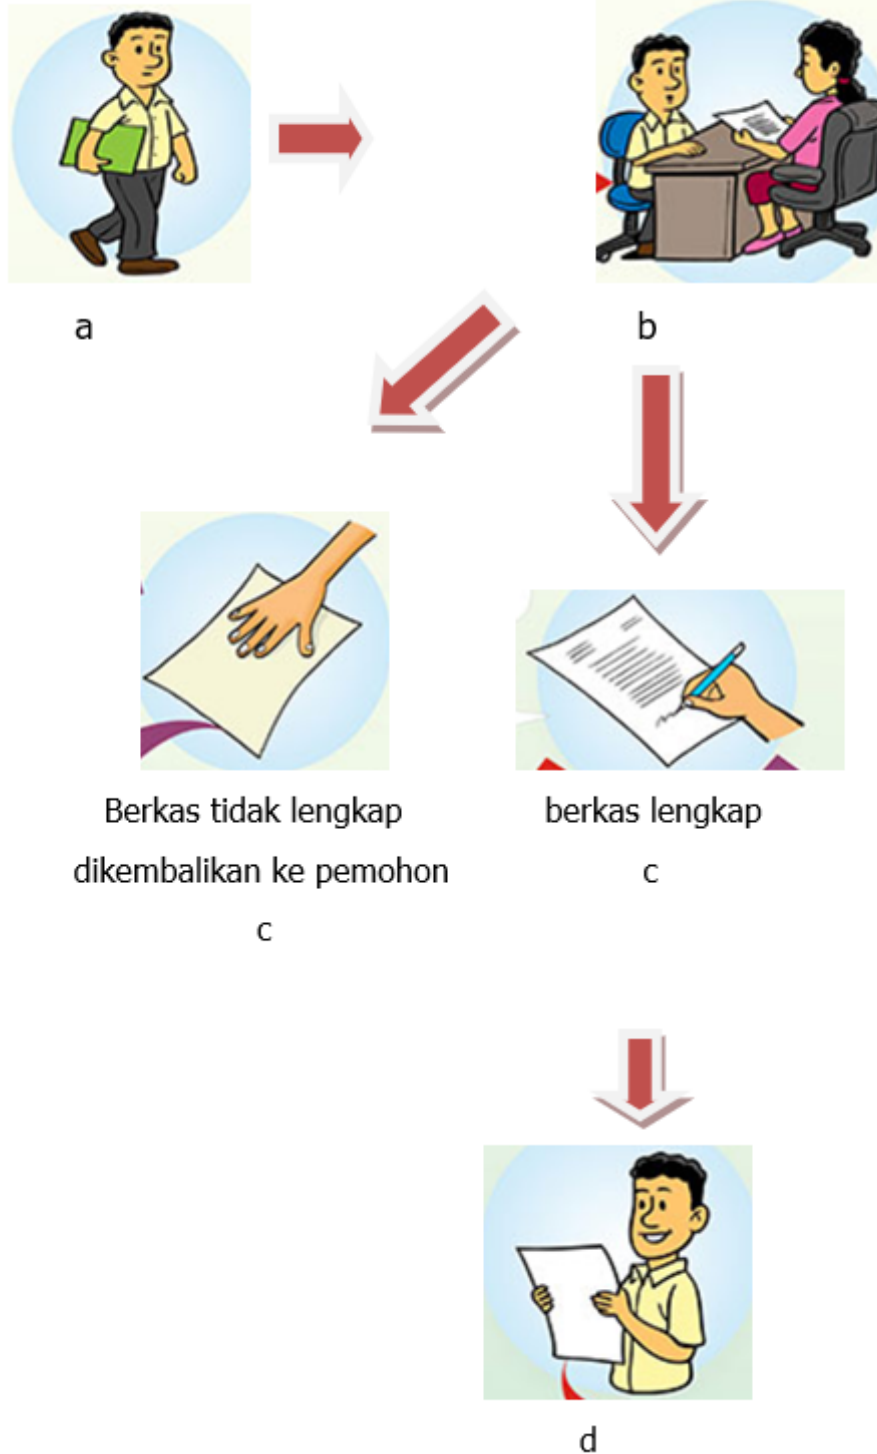 a
b
Berkas tidak lengkap
dikembalikan ke pemohon
c
berkas lengkap
c
d